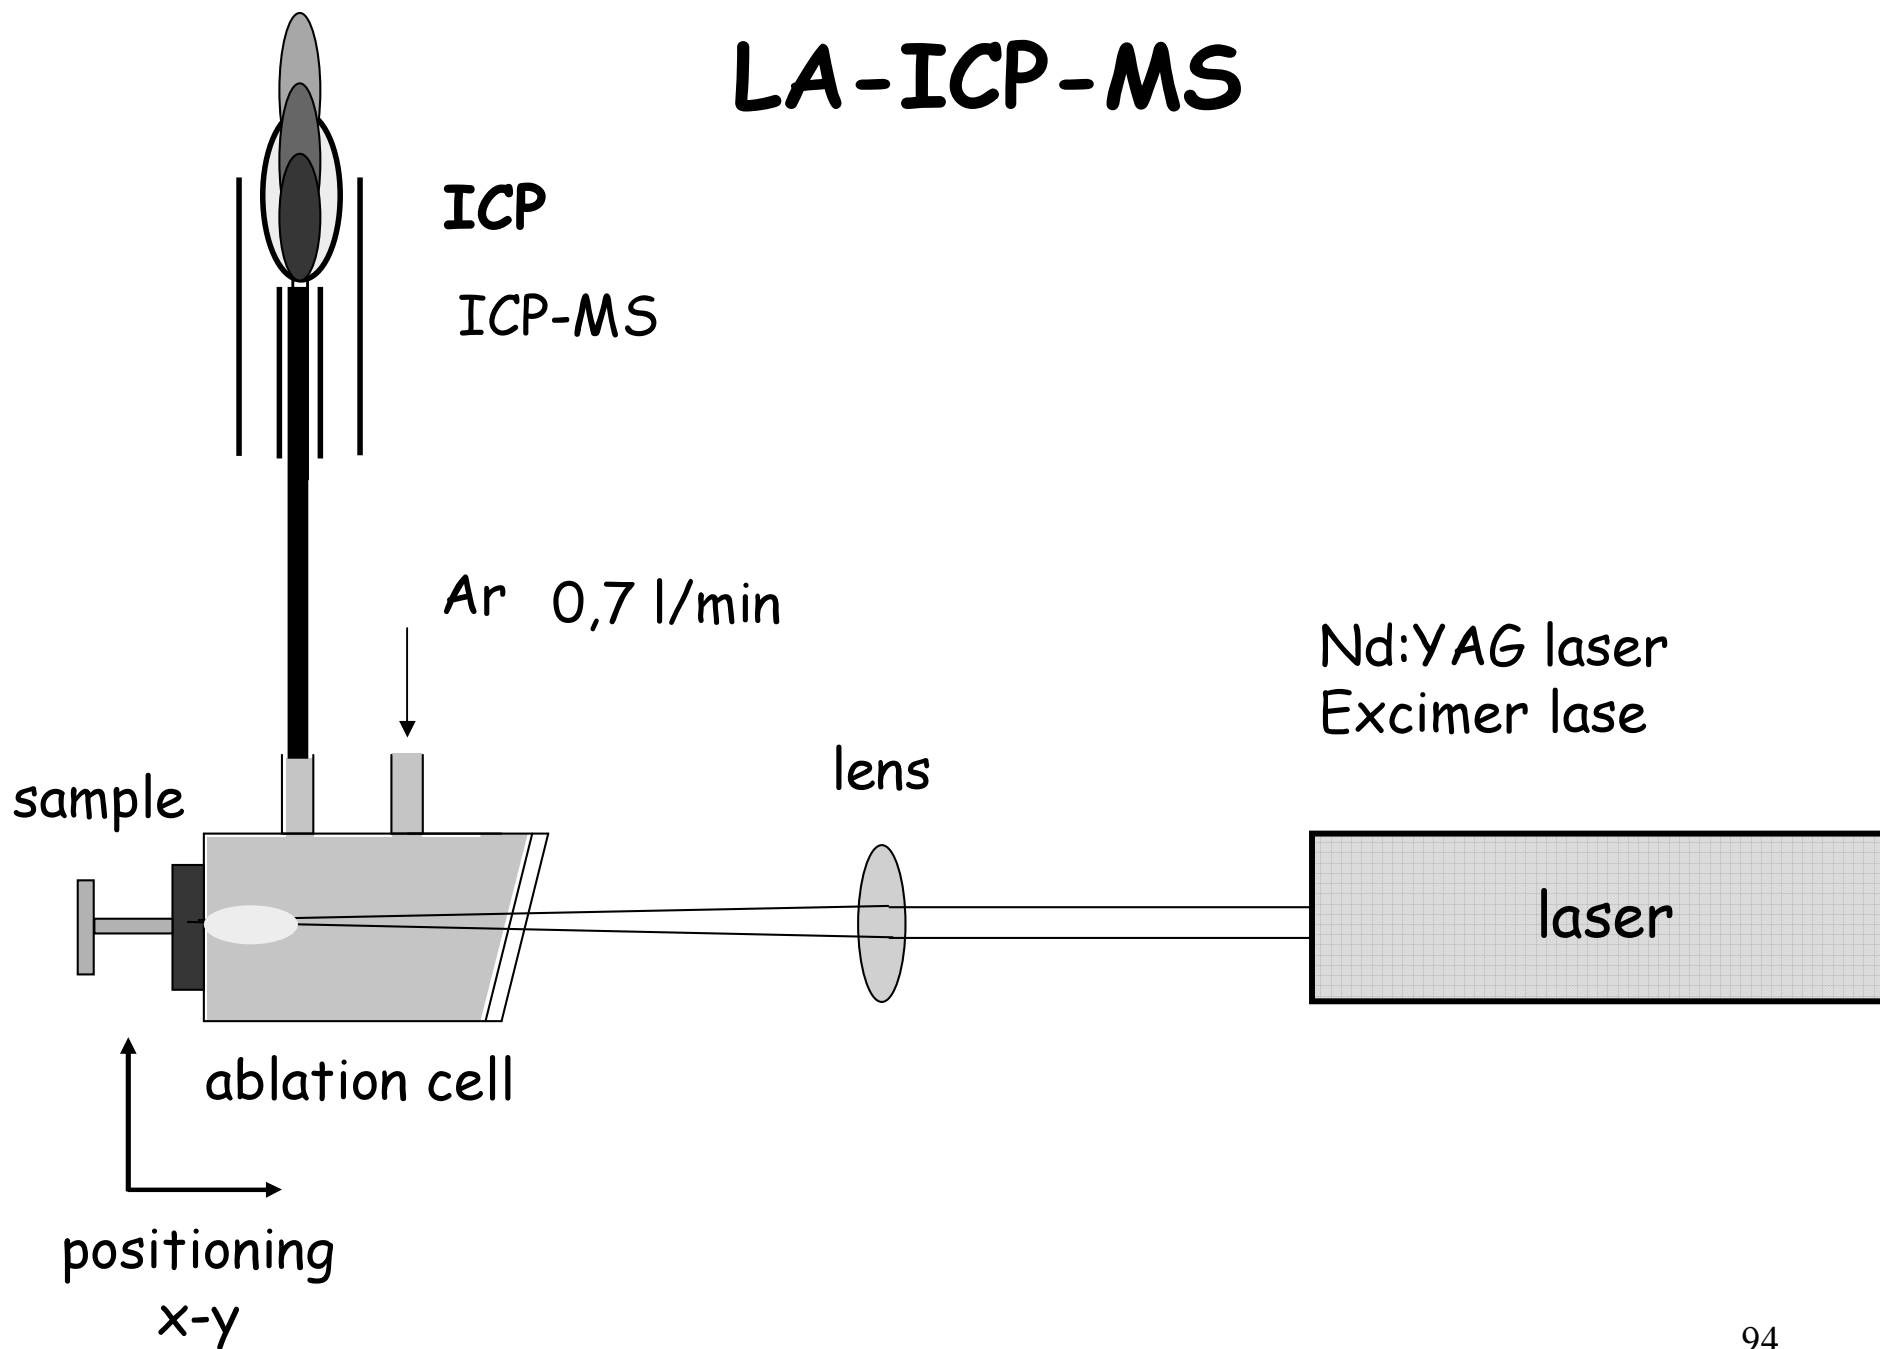 LA-ICP-MS
ICP
ICP-MS
Ar 0,7 l/min
Nd:YAG laser
Excimer lase
lens
sample
laser
ablation cell
positioning
x-y
94